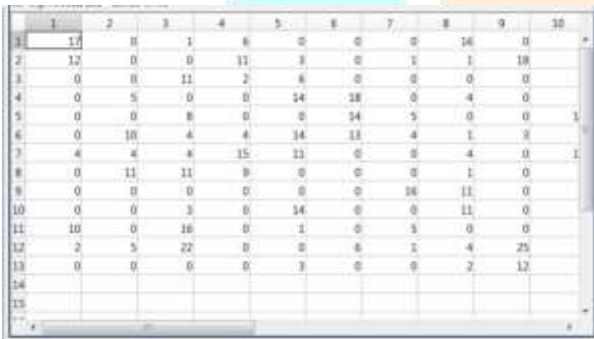 1 2 3 4 5 6 7 8 9 10
1 17 0 1 6 0 0 0 16 0
2 12 0 0 11 3 0 1 1 18
3 0 0 11 2 6 0 0 0 0
4 0 5 0 0 14 18 0 4 0
5 0 0 8 0 0 14 5 0 0 1
6 0 10 4 4 14 13 4 1 3
7 4 4 4 15 11 0 0 4 0 1
8 0 11 11 9 0 0 0 1 0
9 0 0 0 0 0 0 16 11 0
10 0 0 3 0 14 0 0 11 0
11 10 0 16 0 1 0 5 0 0
12 2 5 22 0 0 6 1 4 25
13 0 0 0 0 3 0 0 2 12
14
15